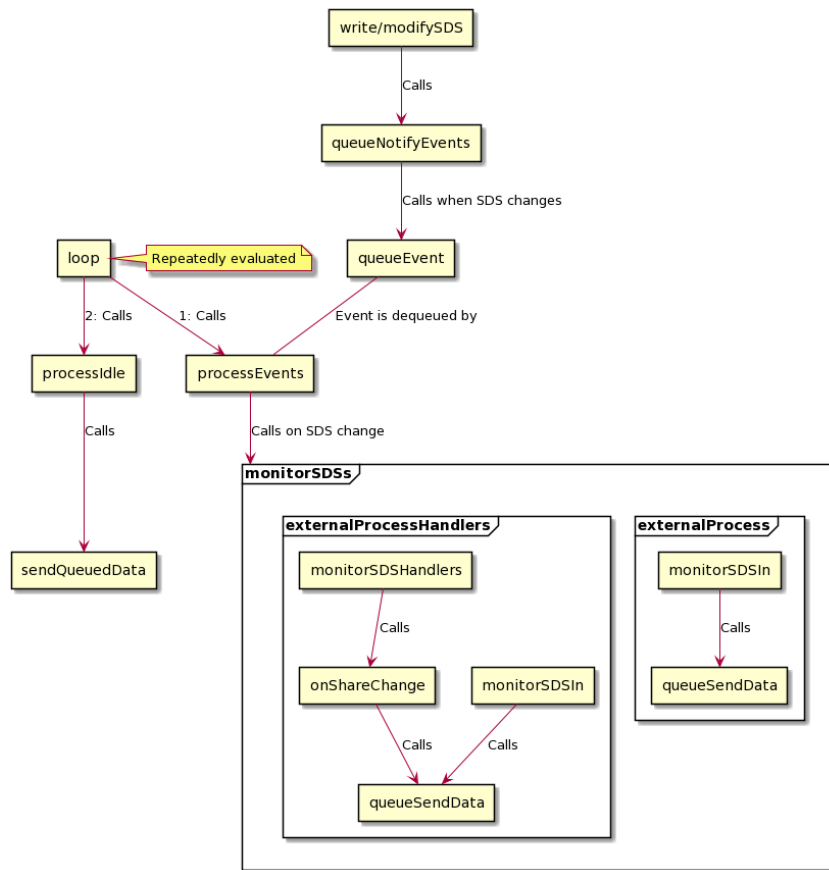 write/modifySDS
Calls
queueNotifyEvents
Calls when SDS changes
loop
Repeatedly evaluated
queueEvent
2: Calls
1: Calls
Event is dequeued by
processIdle
processEvents
Calls
Calls on SDS change
monitorSDSs
externalProcessHandlers
externalProcess
sendQueuedData
monitorSDSHandlers
monitorSDSIn
Calls
Calls
onShareChange
monitorSDSIn
queueSendData
Calls
Calls
queueSendData